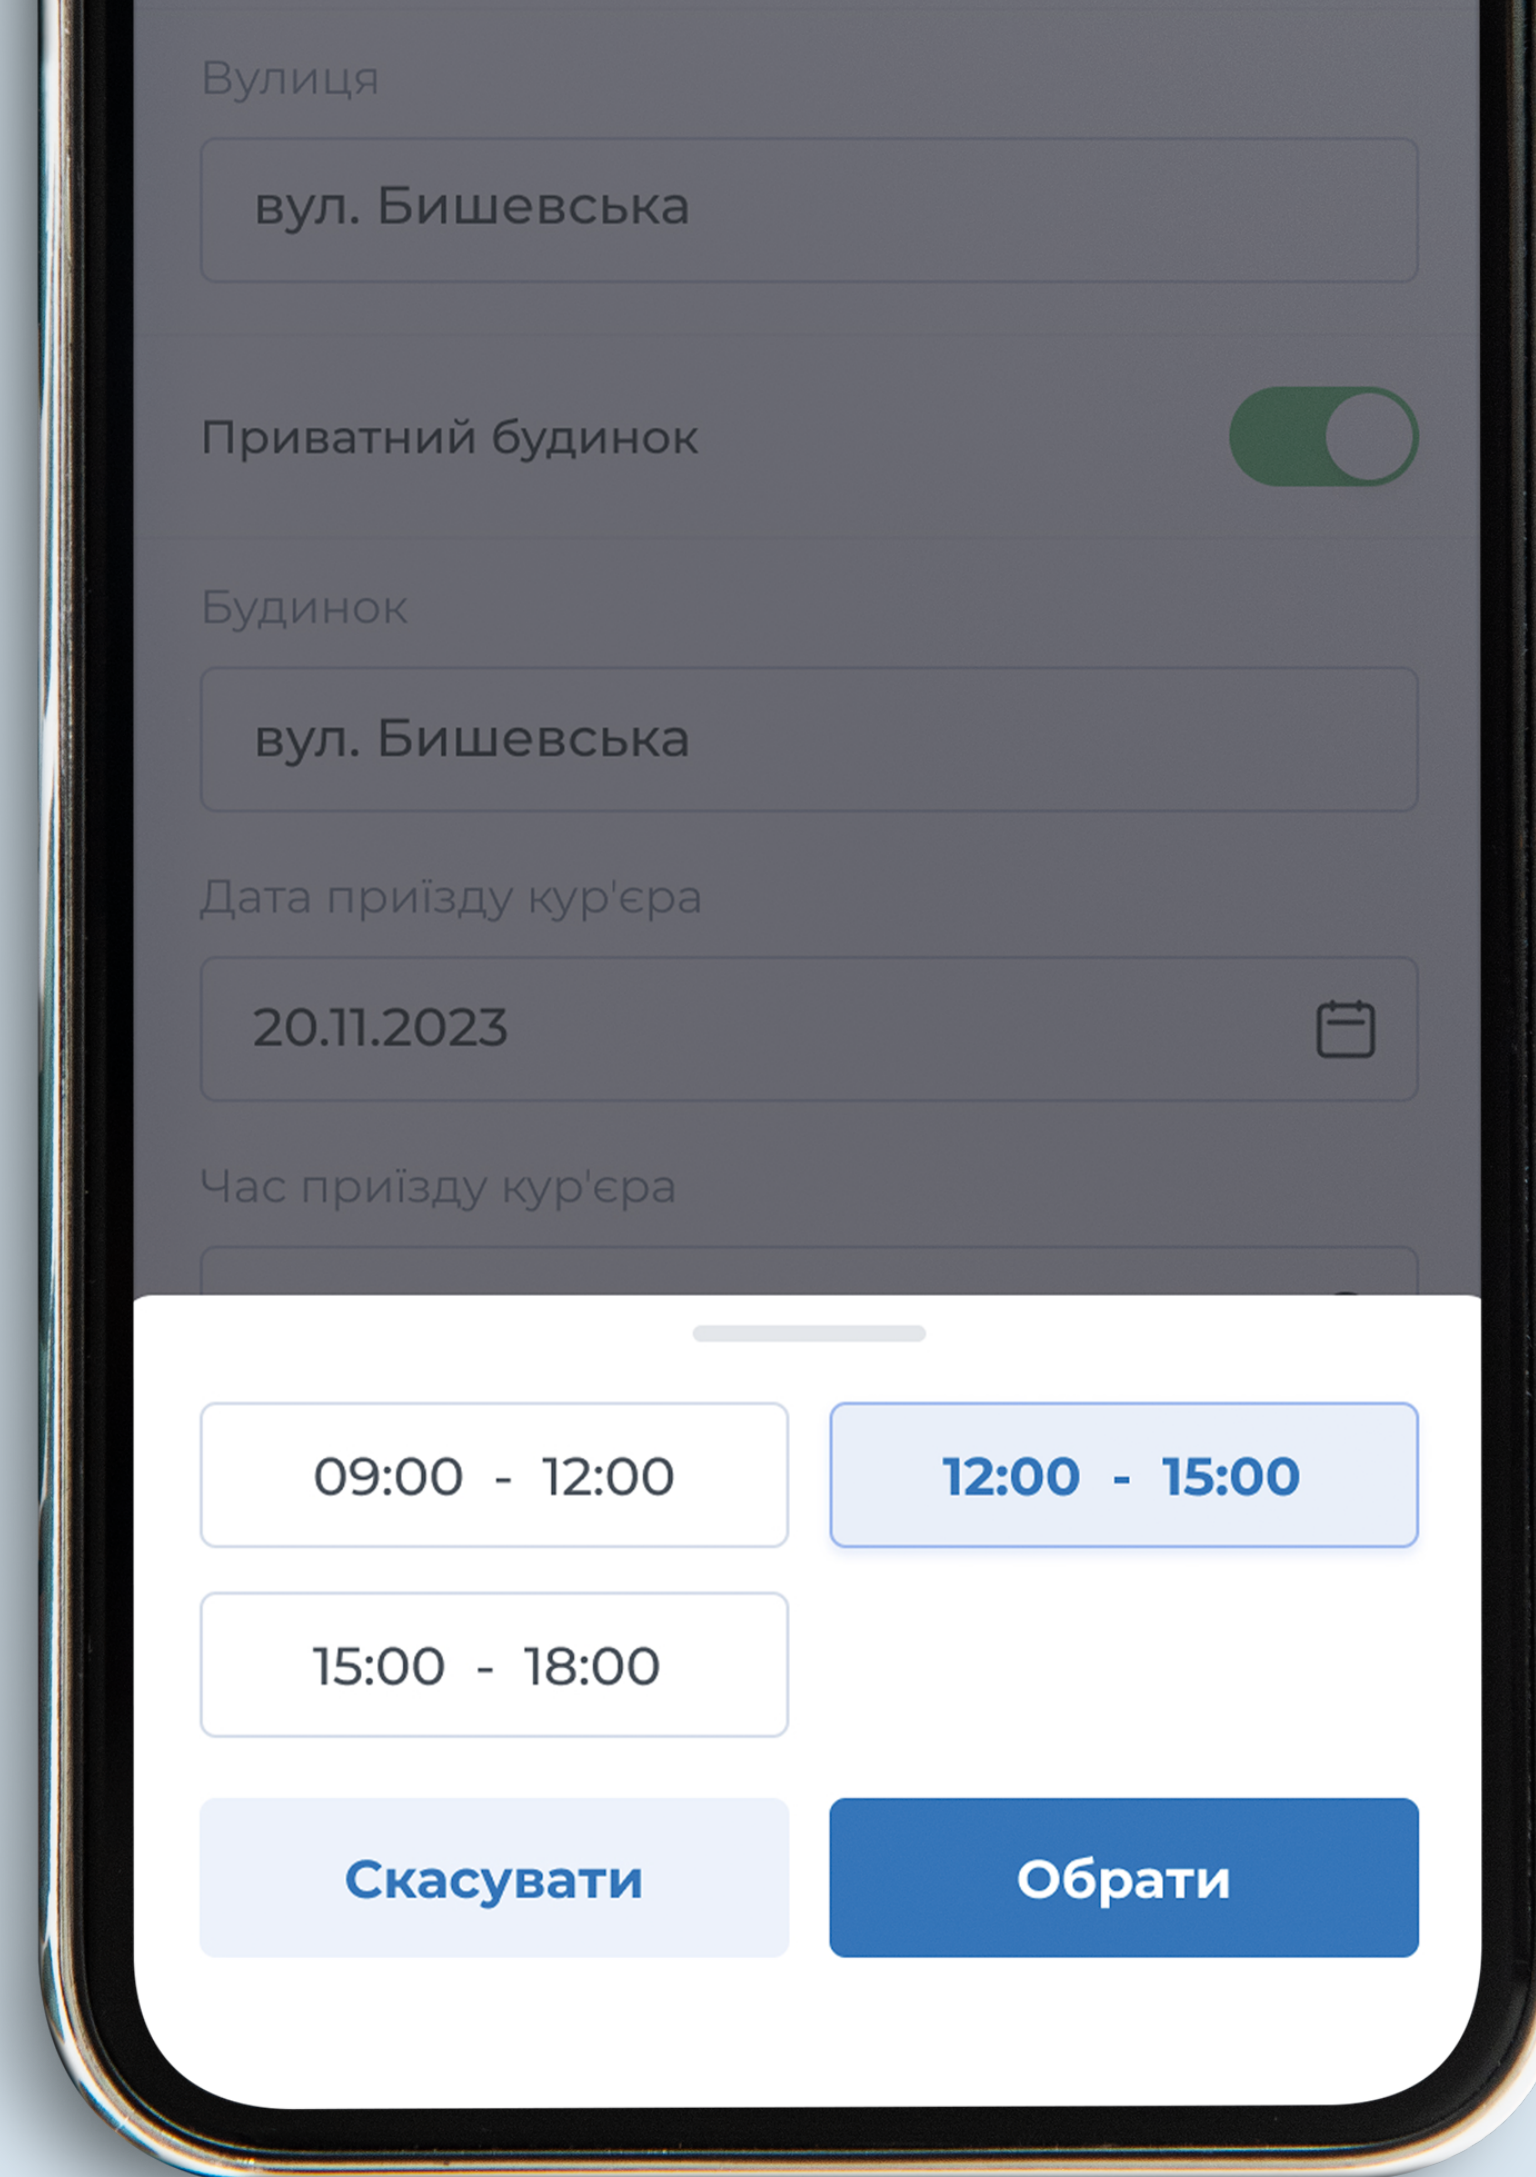 Вулиця
вул. Бишевська
Приватний будинок
Будинок
вул. Бишевська
Дата приїзду кур'єра
20.11.2023
Час приїзду кур'єра
09:00 - 12:00
12:00 - 15:00
15:00 - 18:00
Скасувати
Обрати